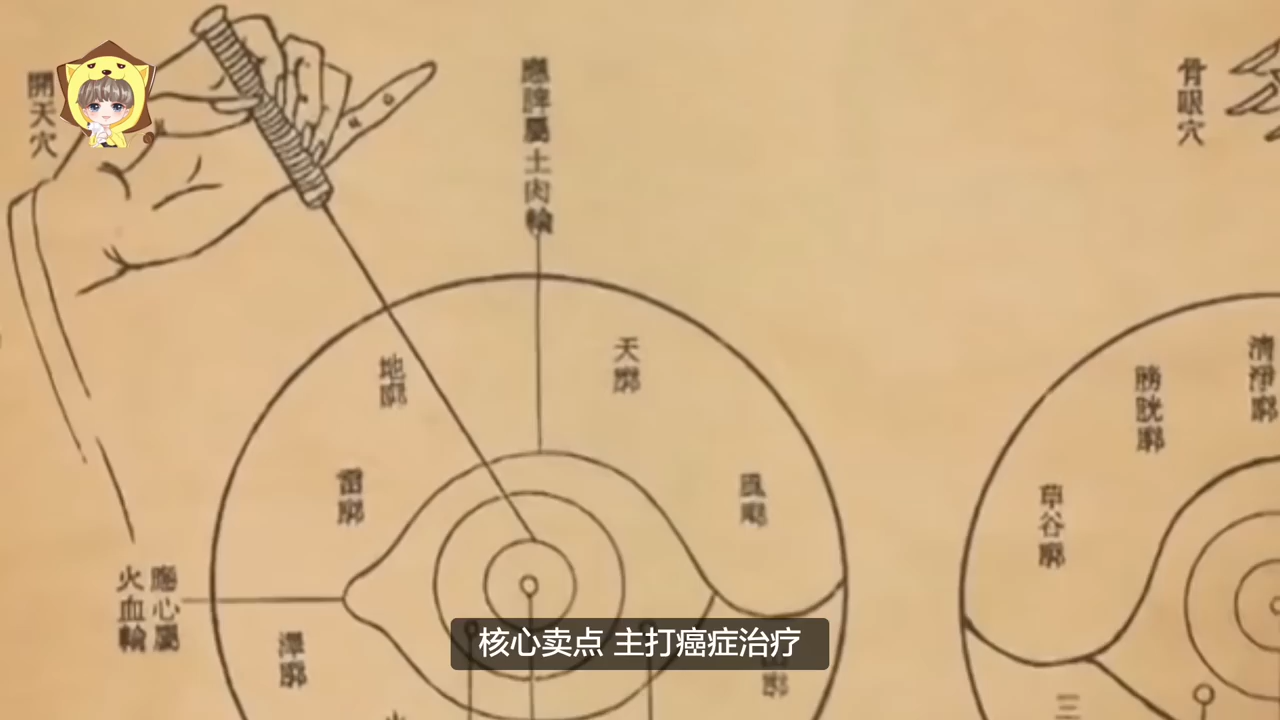 開天穴
應脾屬土肉輪
骨眼穴
地廓
天廓
清淨廓
勝胱廓
雷廓
風廓
草谷廓
應心屬
火血輪
澤廓
三
核心卖点 主打癌症治疗